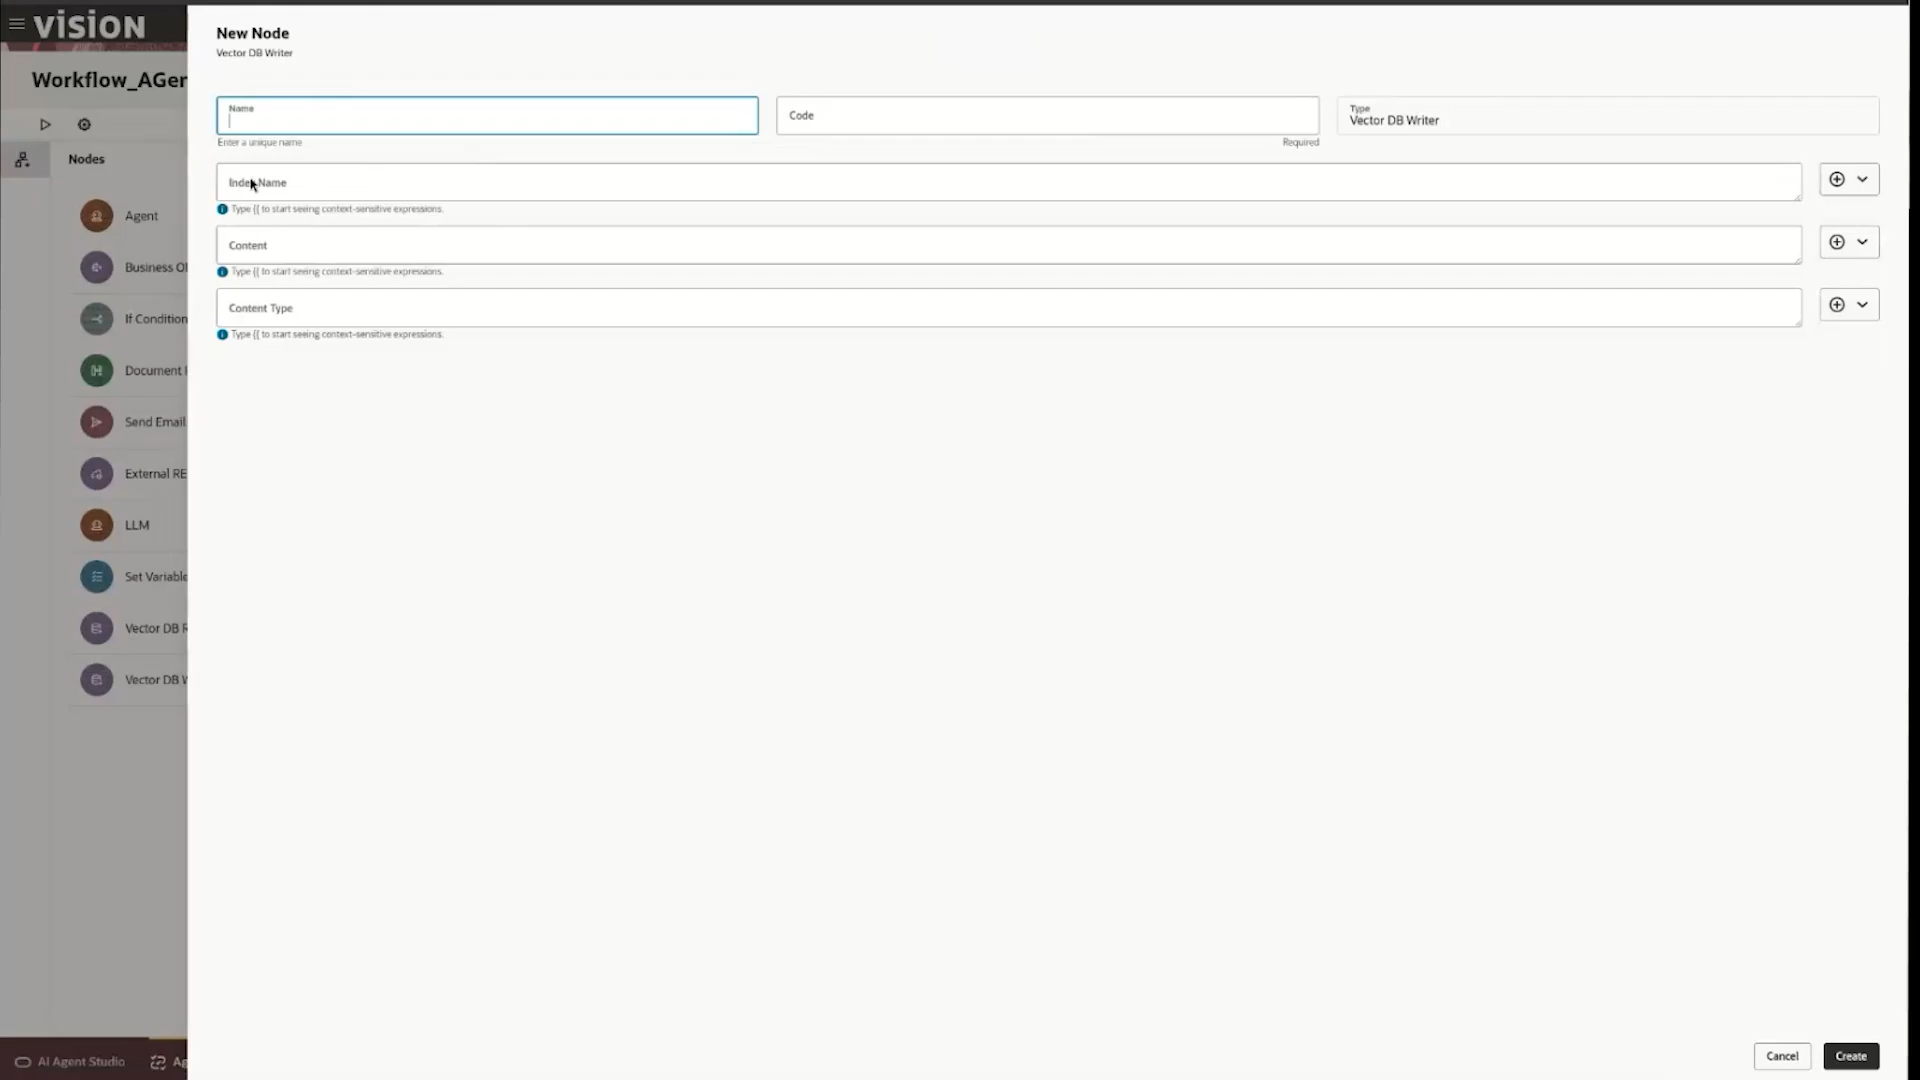 vision
Workflow_AGer
Nodes
Agent
Business Ol
If Condition
Document
Send Email
External RE
LLM
Set Variable
Vector DB R
Vector DB W
AI Agent Studio
Ag
New Node
Vector DB Writer
Name
Enter a unique name
Code
Required
Type
Vector DB Writer
Index Name
Type {{ to start seeing context-sensitive expressions.
Content
Type {{ to start seeing context-sensitive expressions.
Content Type
Type {{ to start seeing context-sensitive expressions.
Cancel
Create